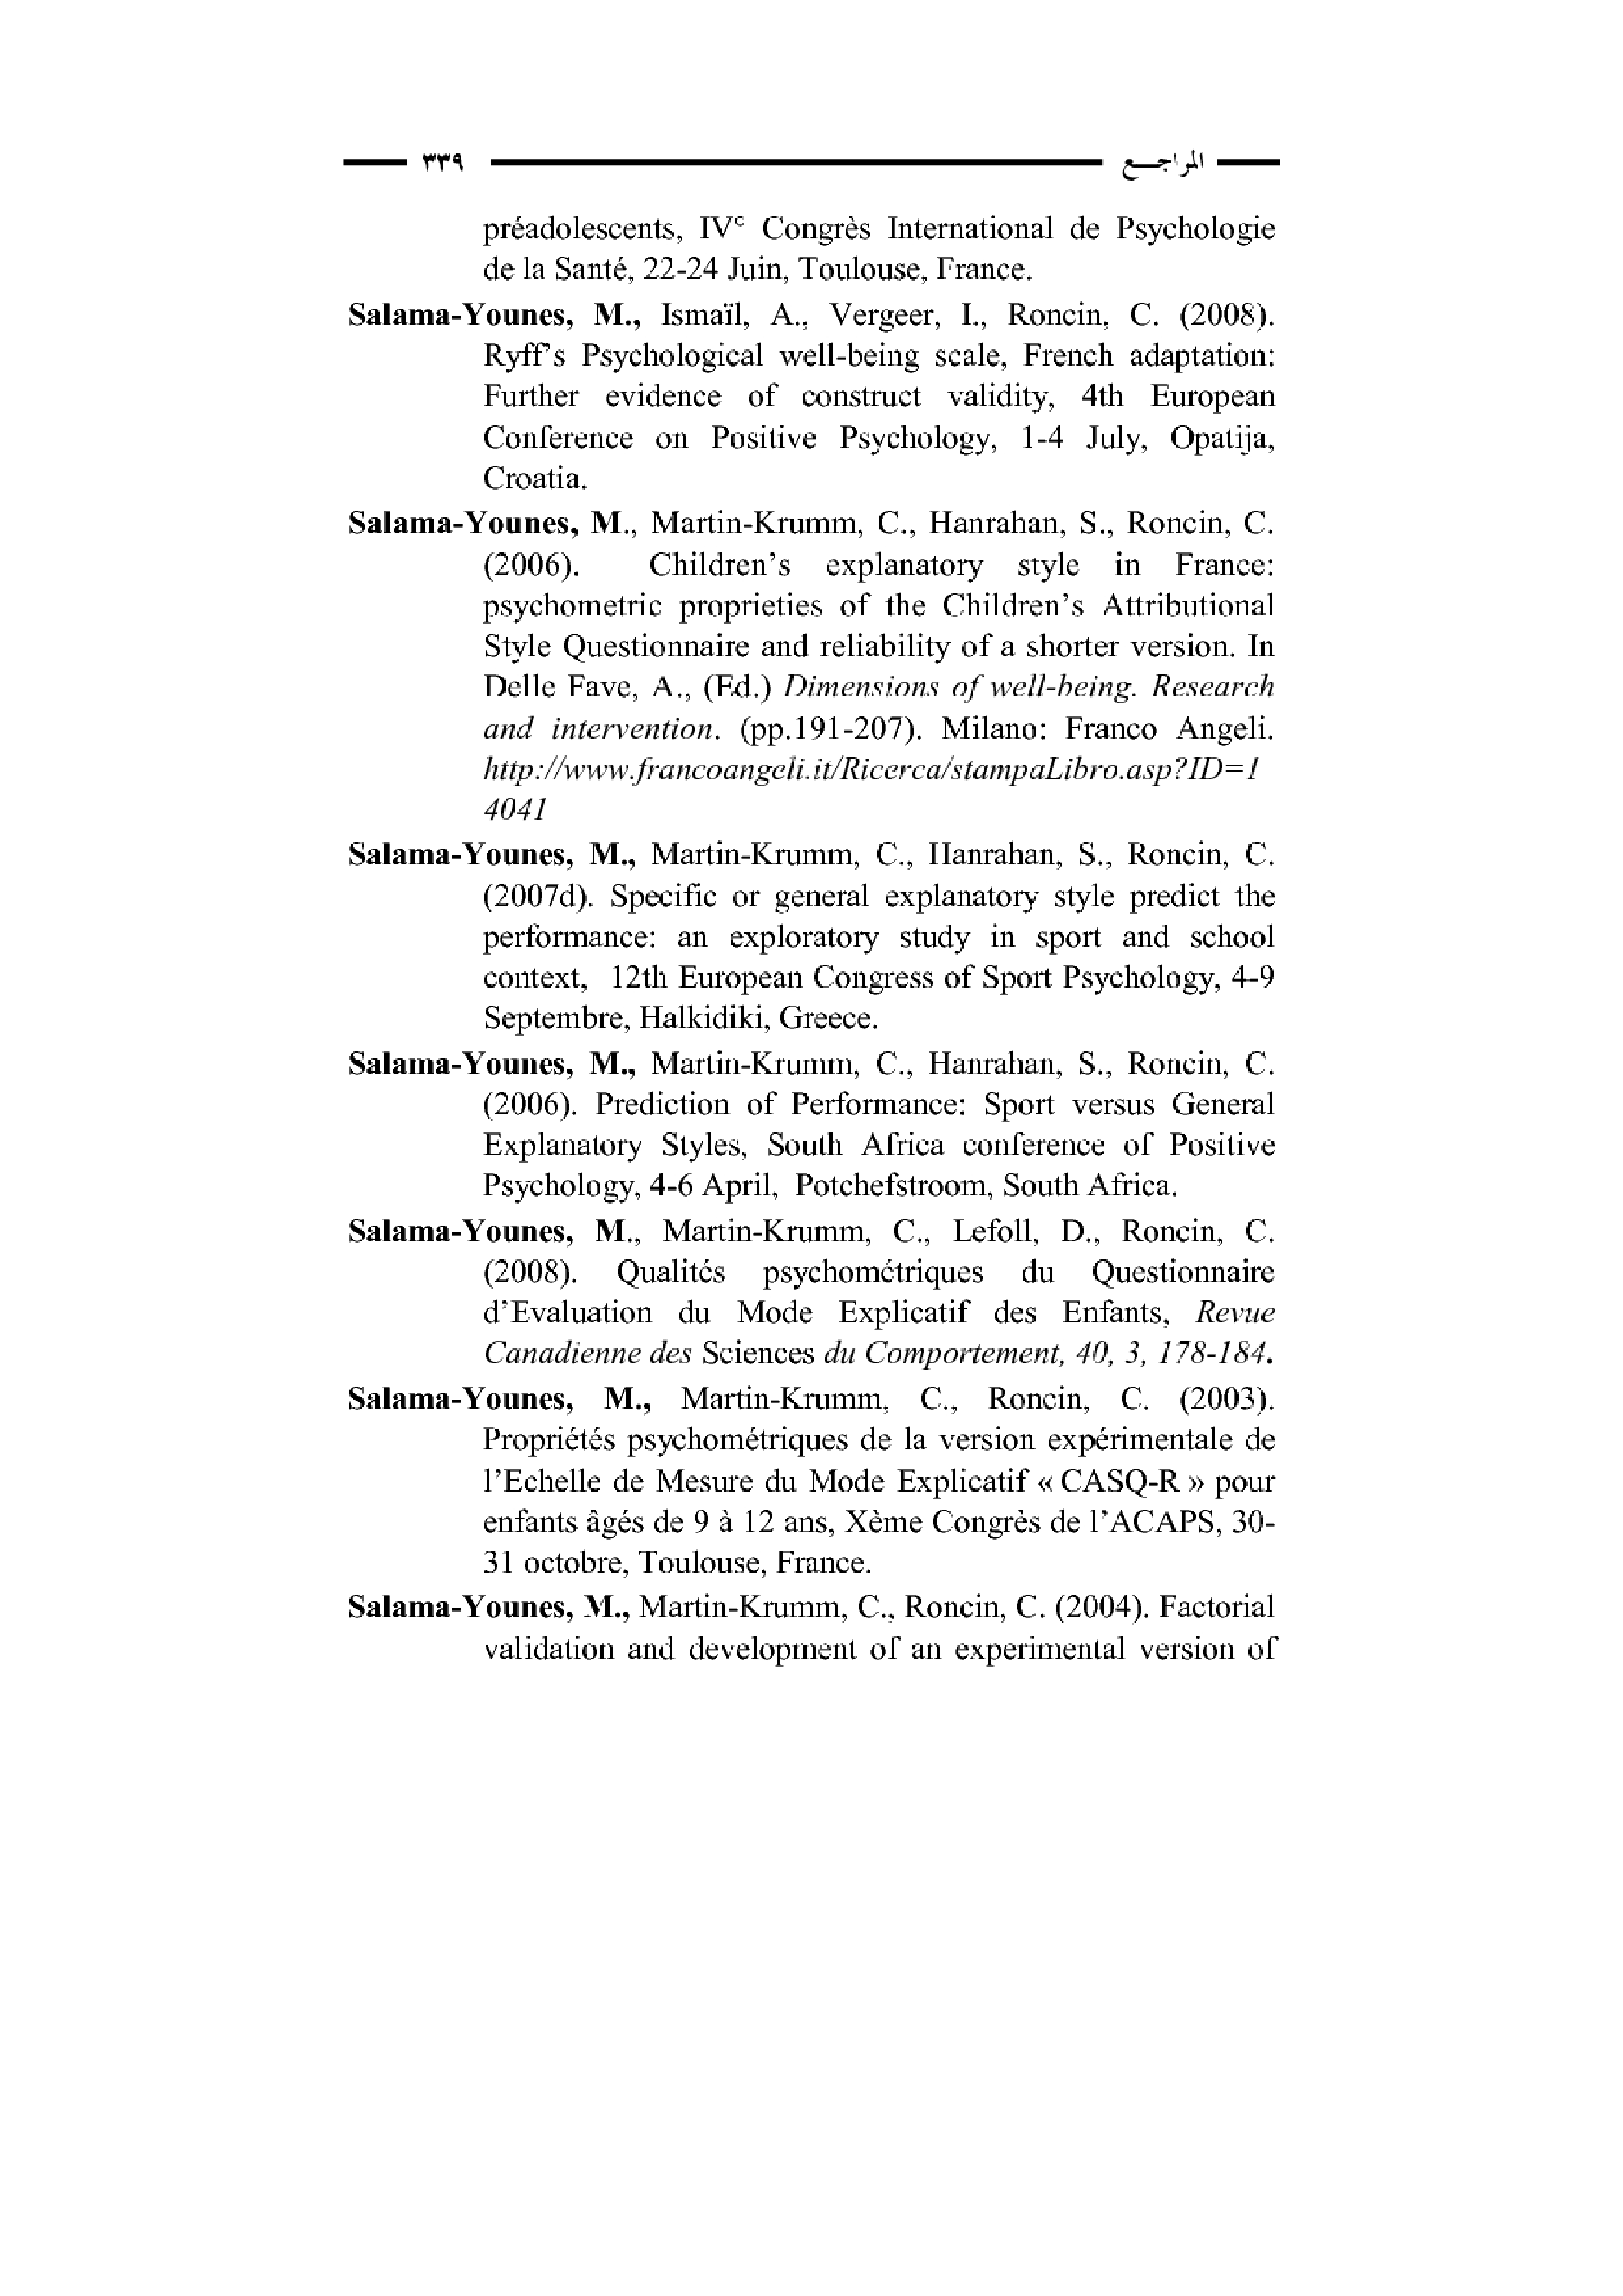 المراجـــع ٣٣٩
préadolescents, IV° Congrès International de Psychologie
de la Santé, 22-24 Juin, Toulouse, France.
Salama-Younes, M., Ismaïl, A., Vergeer, I., Roncin, C. (2008).
Ryff's Psychological well-being scale, French adaptation:
Further evidence of construct validity, 4th European
Conference on Positive Psychology, 1-4 July, Opatija,
Croatia.
Salama-Younes, M., Martin-Krumm, C., Hanrahan, S., Roncin, C.
(2006). Children's explanatory style in France:
psychometric proprieties of the Children's Attributional
Style Questionnaire and reliability of a shorter version. In
Delle Fave, A., (Ed.) Dimensions of well-being. Research
and intervention. (pp.191-207). Milano: Franco Angeli.
http://www.francoangeli.it/Ricerca/stampaLibro.asp?ID=1
4041
Salama-Younes, M., Martin-Krumm, C., Hanrahan, S., Roncin, C.
(2007d). Specific or general explanatory style predict the
performance: an exploratory study in sport and school
context, 12th European Congress of Sport Psychology, 4-9
Septembre, Halkidiki, Greece.
Salama-Younes, M., Martin-Krumm, C., Hanrahan, S., Roncin, C.
(2006). Prediction of Performance: Sport versus General
Explanatory Styles, South Africa conference of Positive
Psychology, 4-6 April, Potchefstroom, South Africa.
Salama-Younes, M., Martin-Krumm, C., Lefoll, D., Roncin, C.
(2008). Qualités psychométriques du Questionnaire
d'Evaluation du Mode Explicatif des Enfants, Revue
Canadienne des Sciences du Comportement, 40, 3, 178-184.
Salama-Younes, M., Martin-Krumm, C., Roncin, C. (2003).
Propriétés psychométriques de la version expérimentale de
l'Echelle de Mesure du Mode Explicatif « CASQ-R » pour
enfants âgés de 9 à 12 ans, Xème Congrès de l'ACAPS, 30-
31 octobre, Toulouse, France.
Salama-Younes, M., Martin-Krumm, C., Roncin, C. (2004). Factorial
validation and development of an experimental version of